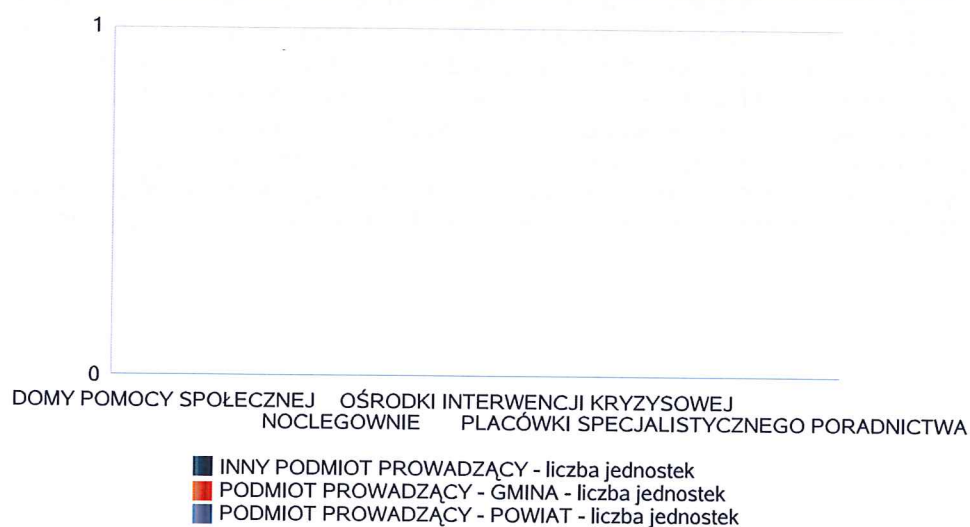 1
0
DOMY POMOCY SPOŁECZNEJ OŚRODKI INTERWENCJI KRYZYSOWEJ
NOCLEGOWNIE PLACÓWKI SPECJALISTYCZNEGO PORADNICTWA
INNY PODMIOT PROWADZĄCY - liczba jednostek
PODMIOT PROWADZĄCY - GMINA - liczba jednostek
PODMIOT PROWADZĄCY - POWIAT - liczba jednostek